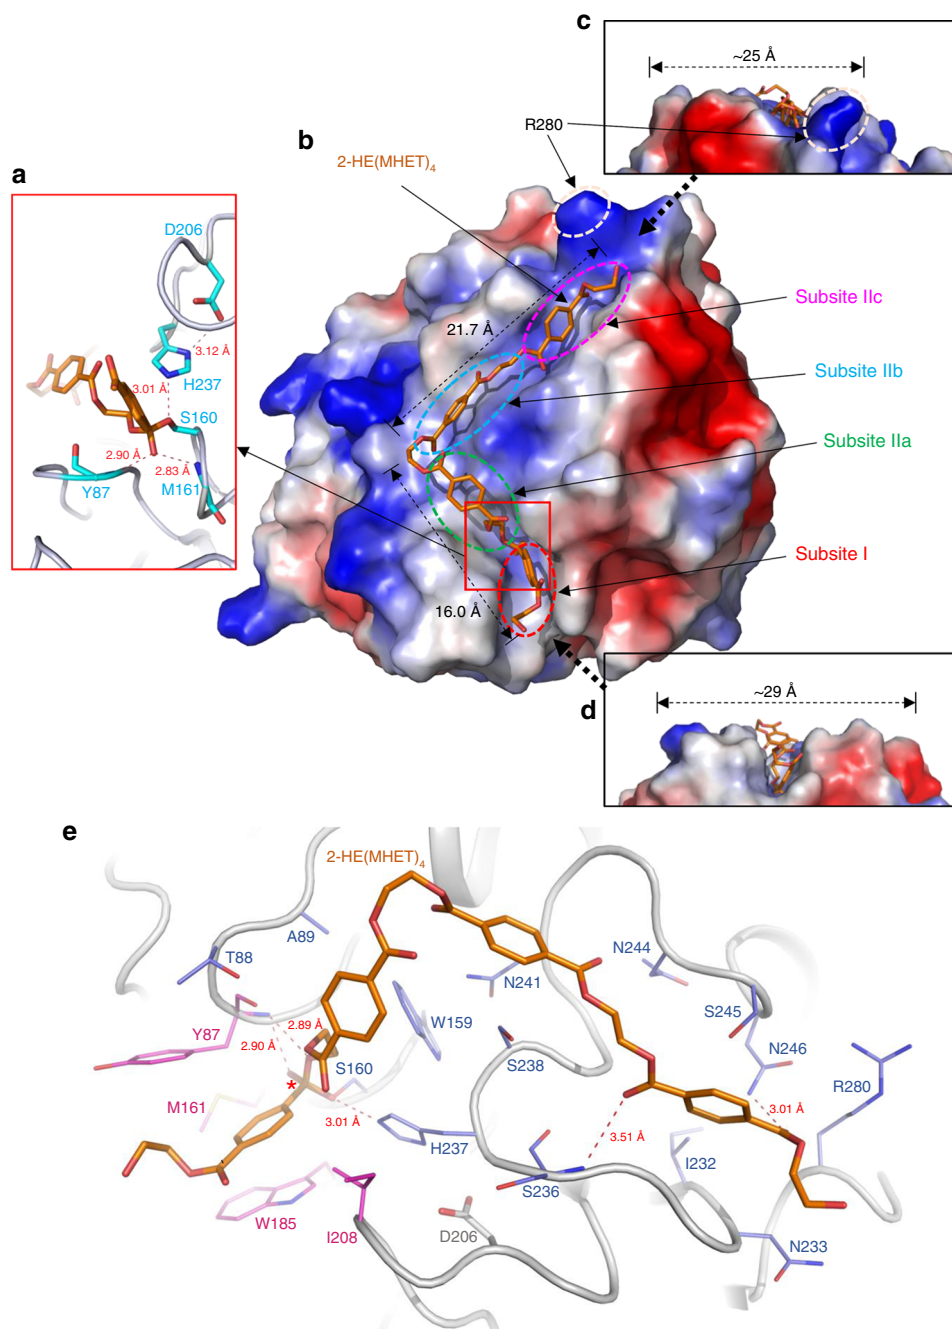 c
~25 Å
R280
b
2-HE(MHET)4
a
D206
3.12 Å
H237
3.01 Å
S160
2.90 Å
2.83 Å
Y87
M161
21.7 Å
Subsite IIc
Subsite IIb
Subsite IIa
Subsite I
16.0 Å
d
~29 Å
e
2-HE(MHET)4
A89
T88
N244
N241
S245
Y87
2.89 Å
2.90 Å
W159
S160
S238
N246
R280
*
M161
3.01 Å
3.01 Å
H237
3.51 Å
I232
S236
W185
I208
D206
N233